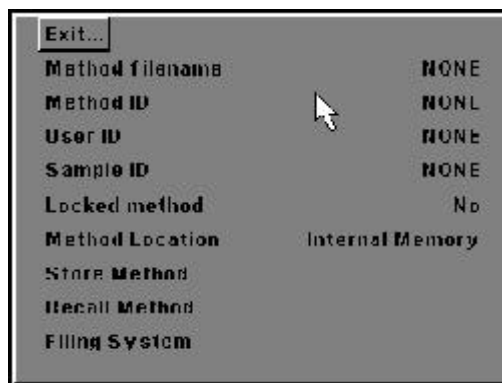 Exit...
Method filename NONE
Method ID NONE
User ID NONE
Sample ID NONE
Locked method No
Method Location Internal Memory
Store Method
Recall Method
Filing System